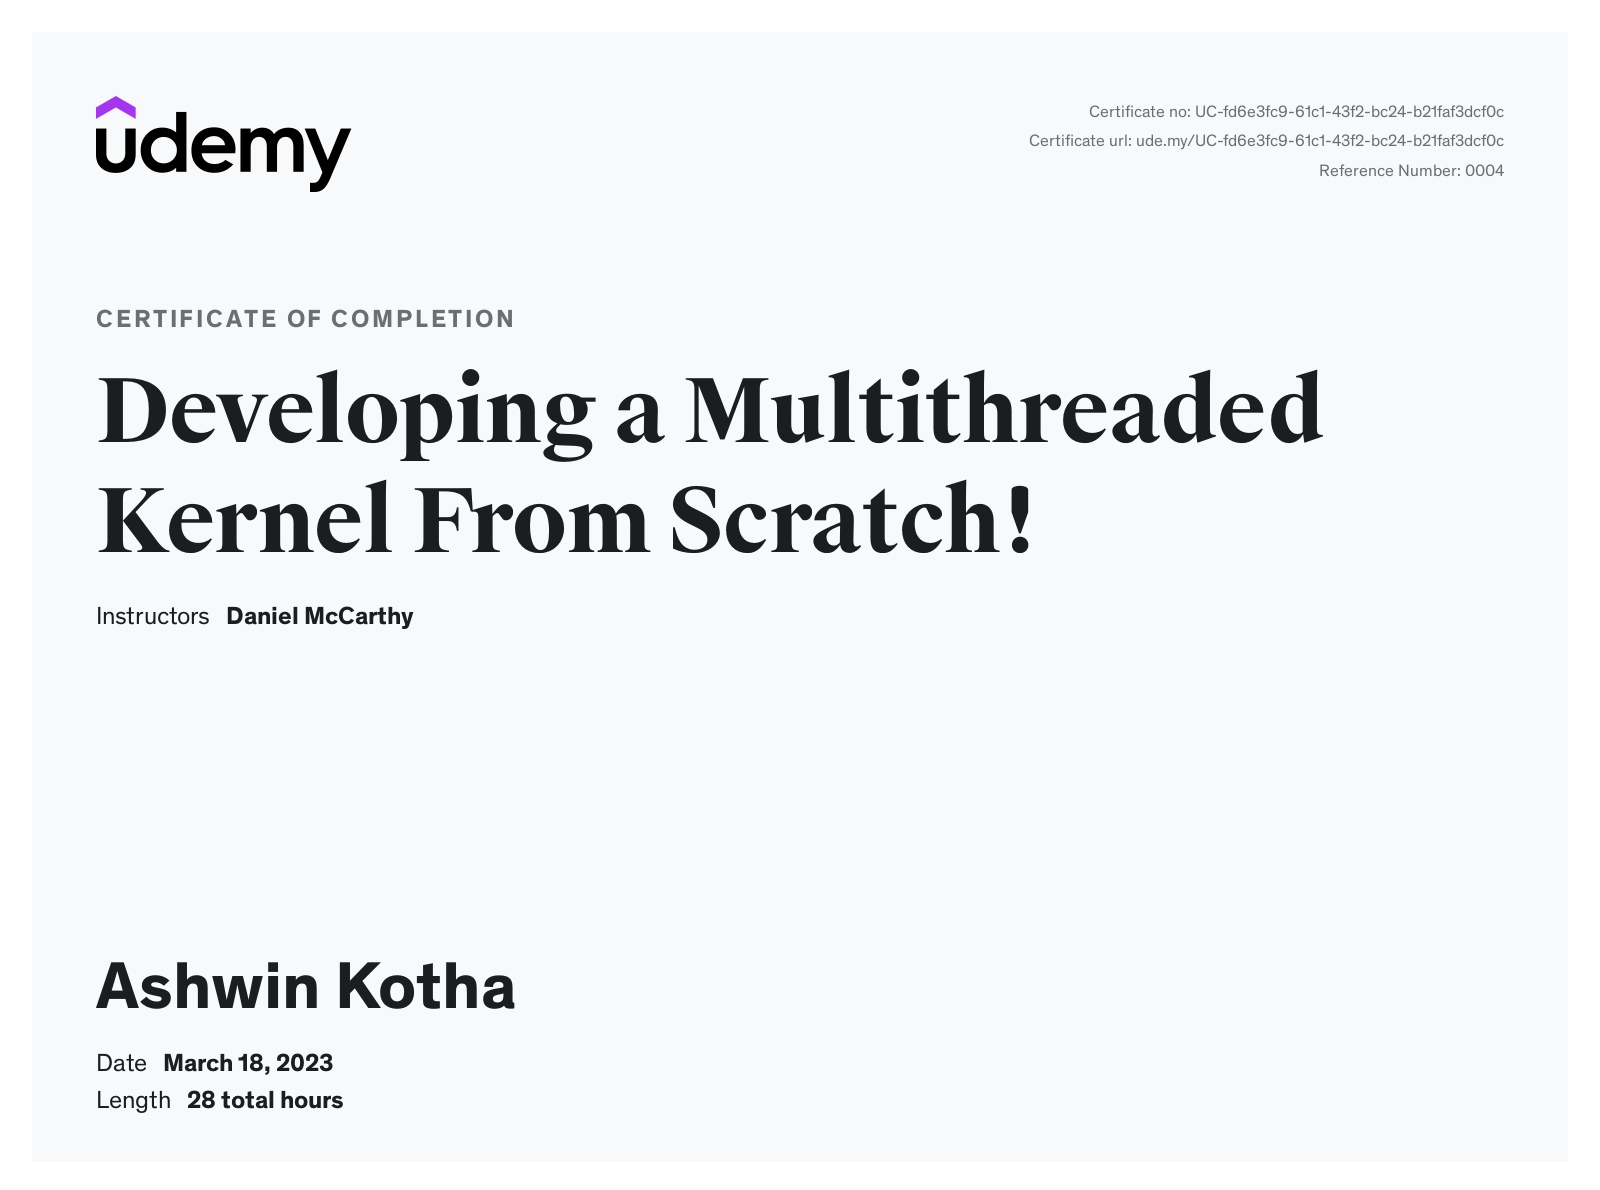 udemy
Certificate no: UC-fd6e3fc9-61c1-43f2-bc24-b21faf3dcf0c
Certificate url: ude.my/UC-fd6e3fc9-61c1-43f2-bc24-b21faf3dcf0c
Reference Number: 0004
CERTIFICATE OF COMPLETION
Developing a Multithreaded
Kernel From Scratch!
Instructors Daniel McCarthy
Ashwin Kotha
Date March 18, 2023
Length 28 total hours